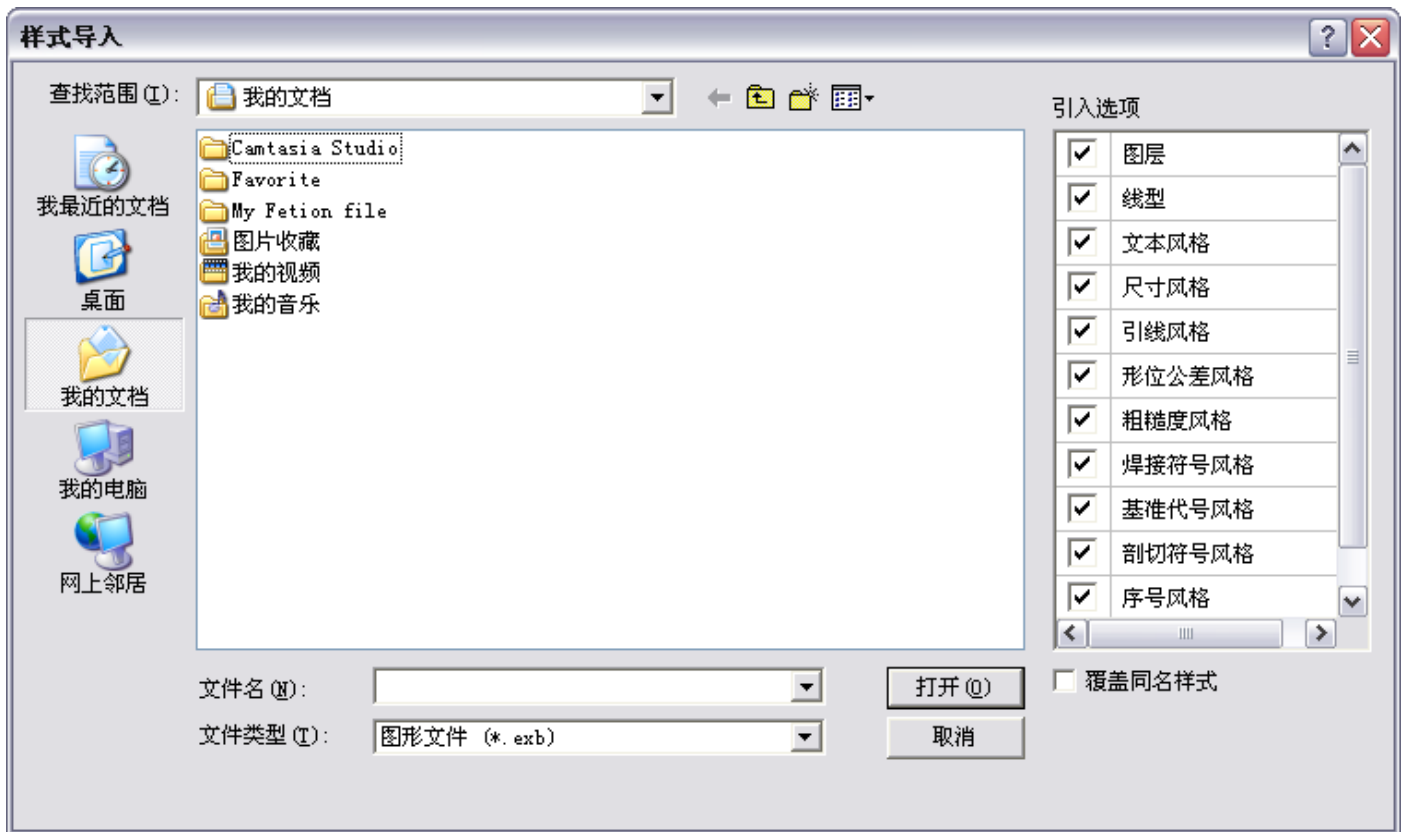 样式导入
查找范围(I):
我的文档
引入选项
Camtasia Studio
Favorite
My Fetion file
图片收藏
我的视频
我的音乐
我最近的文档
桌面
我的文档
我的电脑
网上邻居
图层
线型
文本风格
尺寸风格
引线风格
形位公差风格
粗糙度风格
焊接符号风格
基准代号风格
剖切符号风格
序号风格
文件名(N):
打开(O)
覆盖同名样式
文件类型(T):
图形文件 (*.exb)
取消